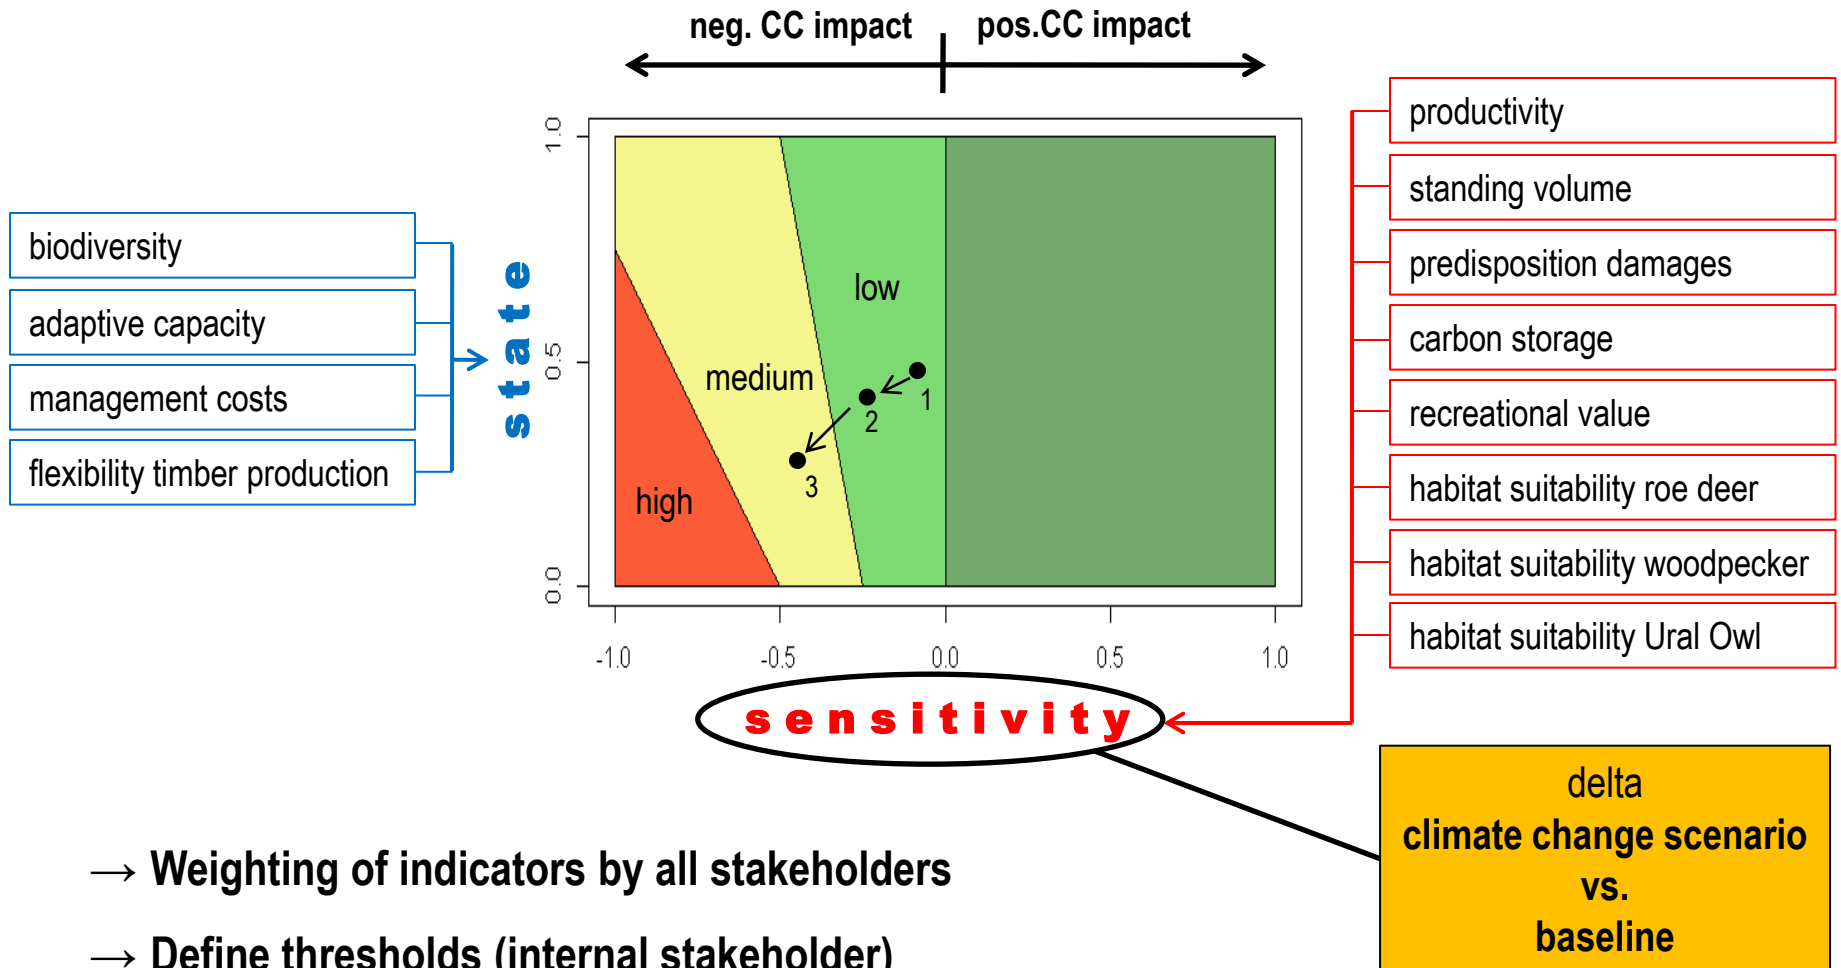 neg. CC impact
pos.CC impact
biodiversity
adaptive capacity
management costs
flexibility timber production
state
1.0
0.5
0.0
low
medium
high
1
2
3
-1.0
-0.5
0.0
0.5
1.0
sensitivity
productivity
standing volume
predisposition damages
carbon storage
recreational value
habitat suitability roe deer
habitat suitability woodpecker
habitat suitability Ural Owl
delta
climate change scenario
vs.
baseline
→ Weighting of indicators by all stakeholders
→ Define thresholds (internal stakeholder)